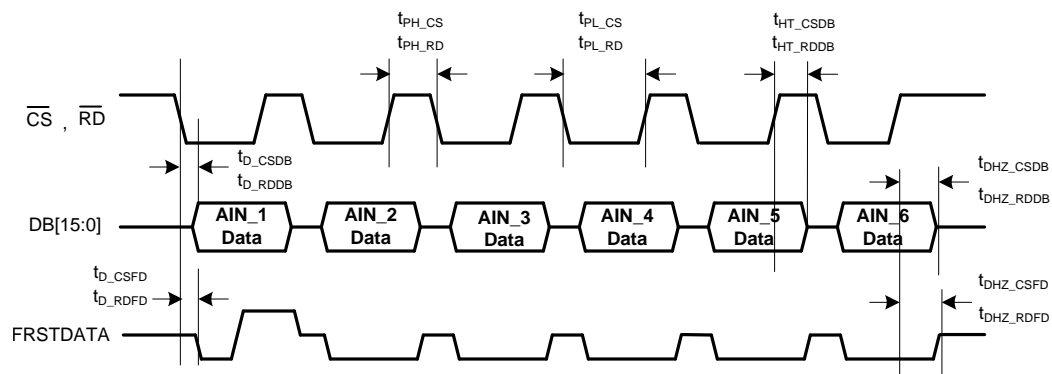 tPH_CS
tPH_RD
tPL_CS
tPL_RD
tHT_CSDB
tHT_RDDB
CS , RD
tD_CSDB
tD_RDDB
tDHZ_CSDB
tDHZ_RDDB
DB[15:0]
AIN_1
Data
AIN_2
Data
AIN_3
Data
AIN_4
Data
AIN_5
Data
AIN_6
Data
tD_CSFD
tD_RDFD
tDHZ_CSFD
tDHZ_RDFD
FRSTDATA